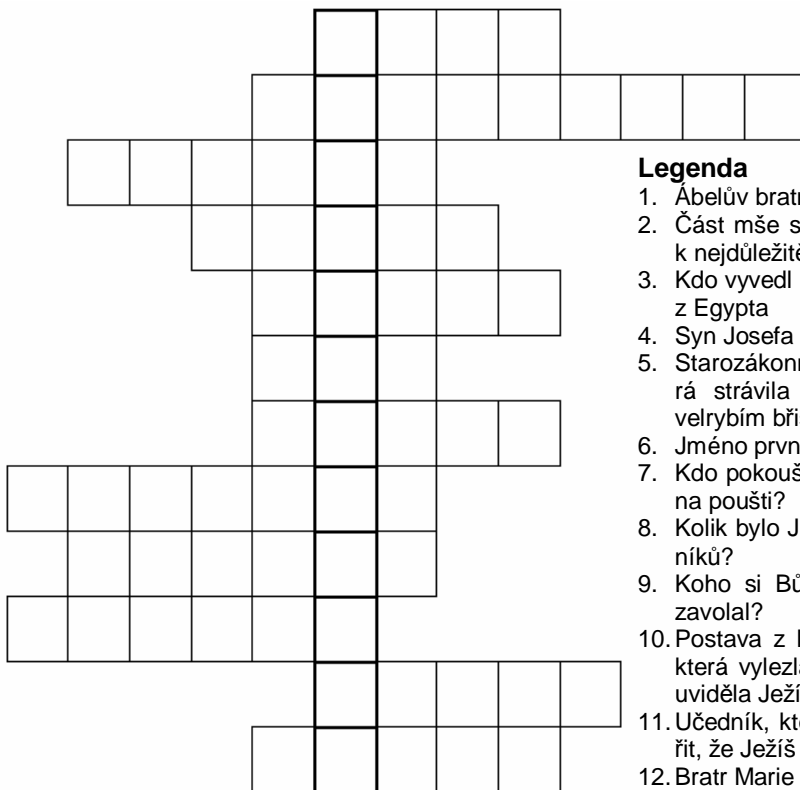 Legenda
1. Ábelův bratr
2. Část mše s
k nejdůležitě
3. Kdo vyvedl
z Egypta
4. Syn Josefa
5. Starozákonn
rá strávila
velrybím bři
6. Jméno první
7. Kdo pokouš
na poušti?
8. Kolik bylo J
níků?
9. Koho si Bů
zavolal?
10. Postava z
která vylezla
uviděla Ježí
11. Učedník, kte
řit, že Ježíš
12. Bratr Marie